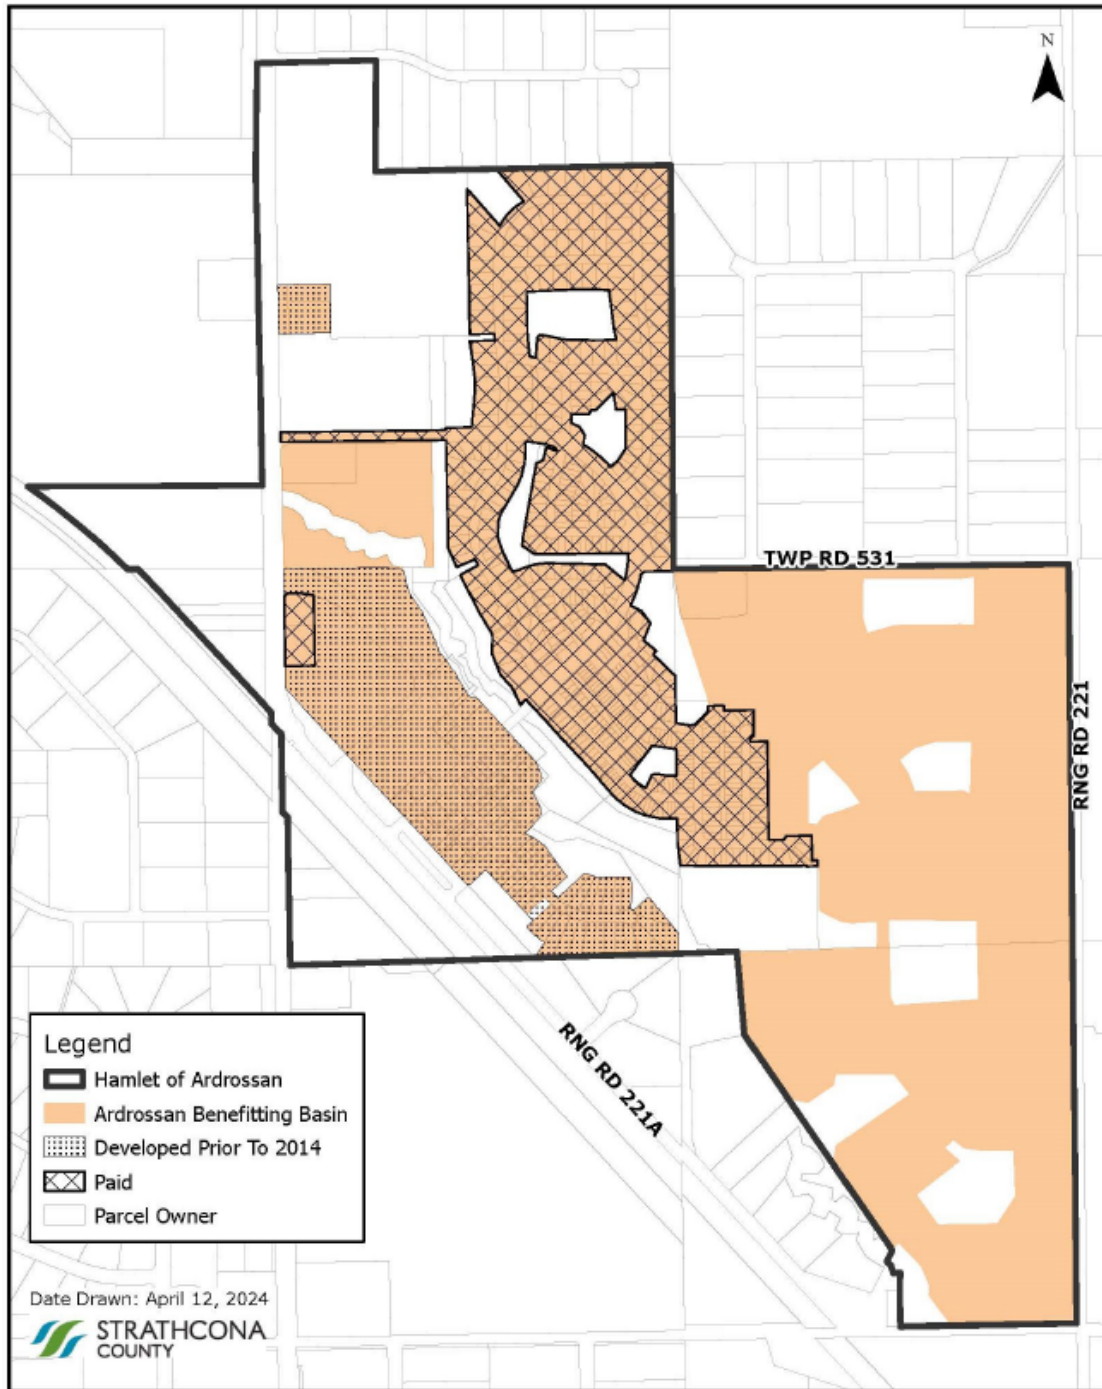 N
TWP RD 531
RNG RD 221
RNG RD 221A
Legend
Hamlet of Ardrossan
Ardrossan Benefitting Basin
Developed Prior To 2014
Paid
Parcel Owner
Date Drawn: April 12, 2024
STRATHCONA
COUNTY